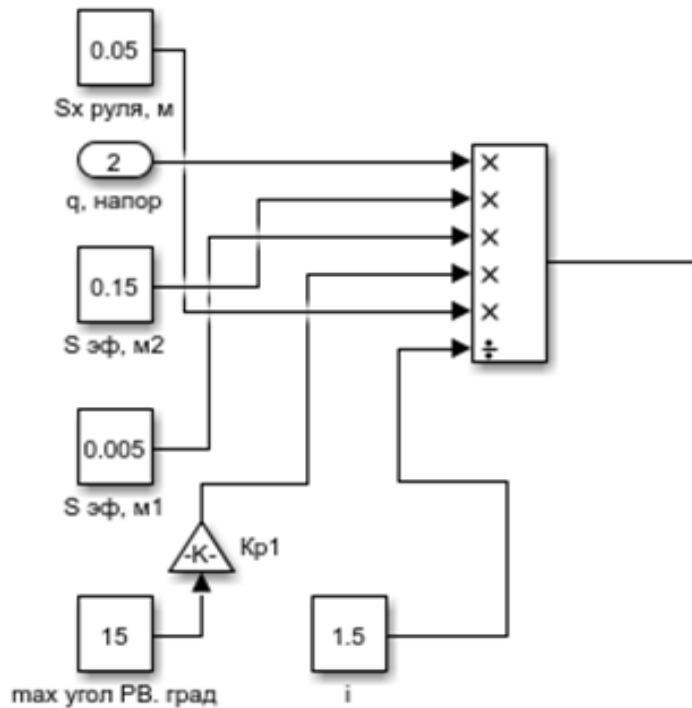 0.05
Sx руля, м
2
q, напор
0.15
S эф, м2
0.005
S эф, м1
-K-
Кр1
15
max угол РВ. град
1.5
i
×
×
×
×
×
÷